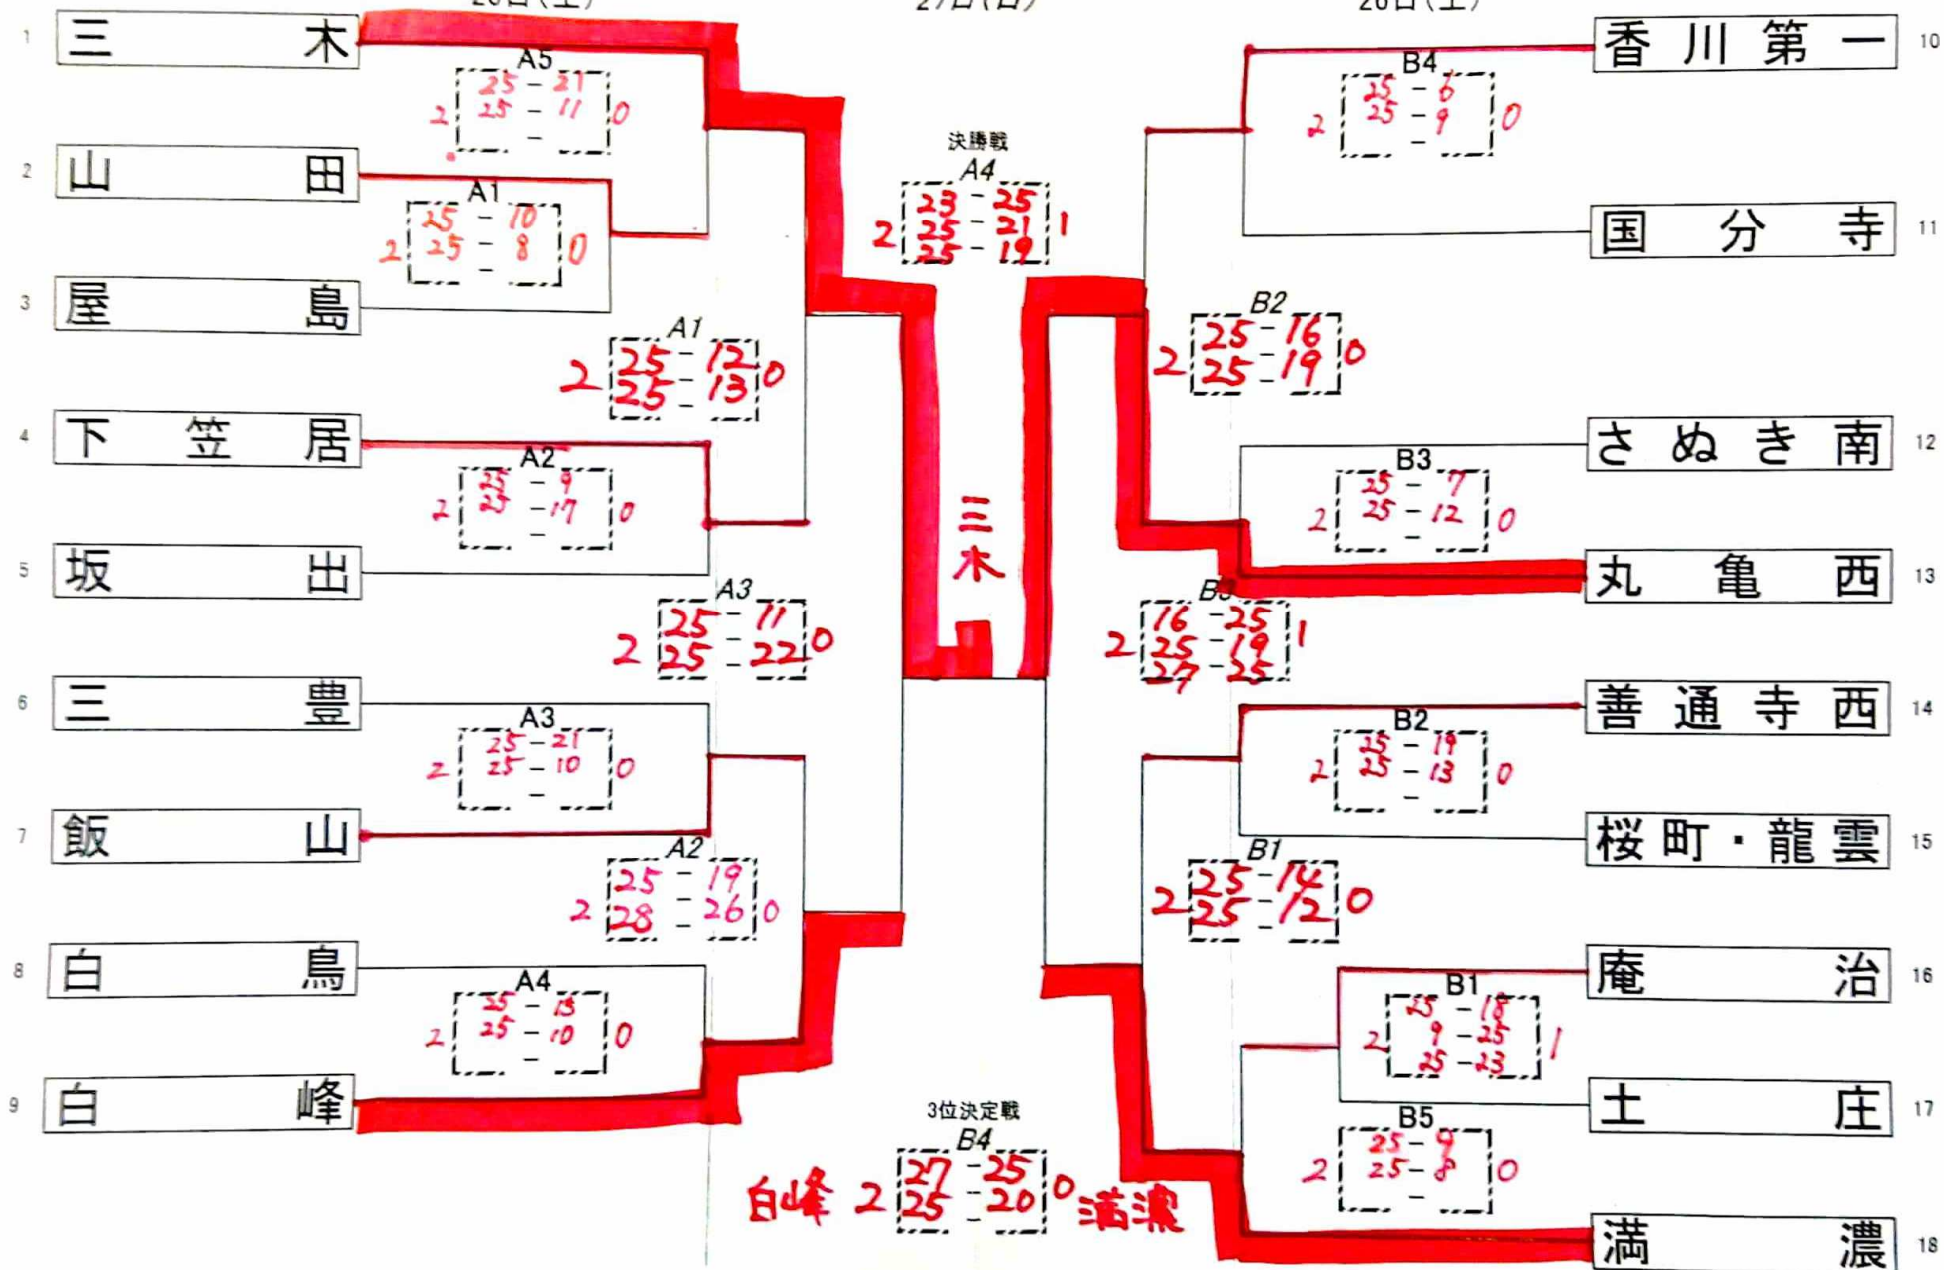 27日(日)
1 三木
2 山田
3 屋島
4 下笠居
5 坂出
6 三豊
7 飯山
8 白鳥
9 白峰
A5
25 - 21
2 25 - 11 0
-
A1
25 - 10
2 25 - 8 0
-
A1
25 - 12
2 25 - 13 0
-
A2
25 - 9
2 25 - 17 0
-
A3
25 - 11
2 25 - 22 0
-
A3
25 - 21
2 25 - 10 0
-
A2
25 - 19
2 28 - 26 0
-
A4
2 25 - 10 0
-
決勝戦
A4
23 - 25
2 25 - 21 1
25 - 19
三木
3位決定戦
B4
27 - 25
白峰 2 25 - 20 0 満濃
-
香川第一 10
国分寺 11
さぬき南 12
丸亀西 13
善通寺西 14
桜町・龍雲 15
庵治 16
土庄 17
満濃 18
B4
25 - 6
2 25 - 9 0
-
B2
25 - 16
2 25 - 19 0
-
B3
25 - 7
2 25 - 12 0
-
16 - 25
2 25 - 19 1
27 - 25
B2
25 - 19
2 25 - 13 0
-
B1
25 - 14
2 25 - 12 0
-
B1
25 - 18
2 9 - 25 1
25 - 23
B5
25 - 9
2 25 - 8 0
-